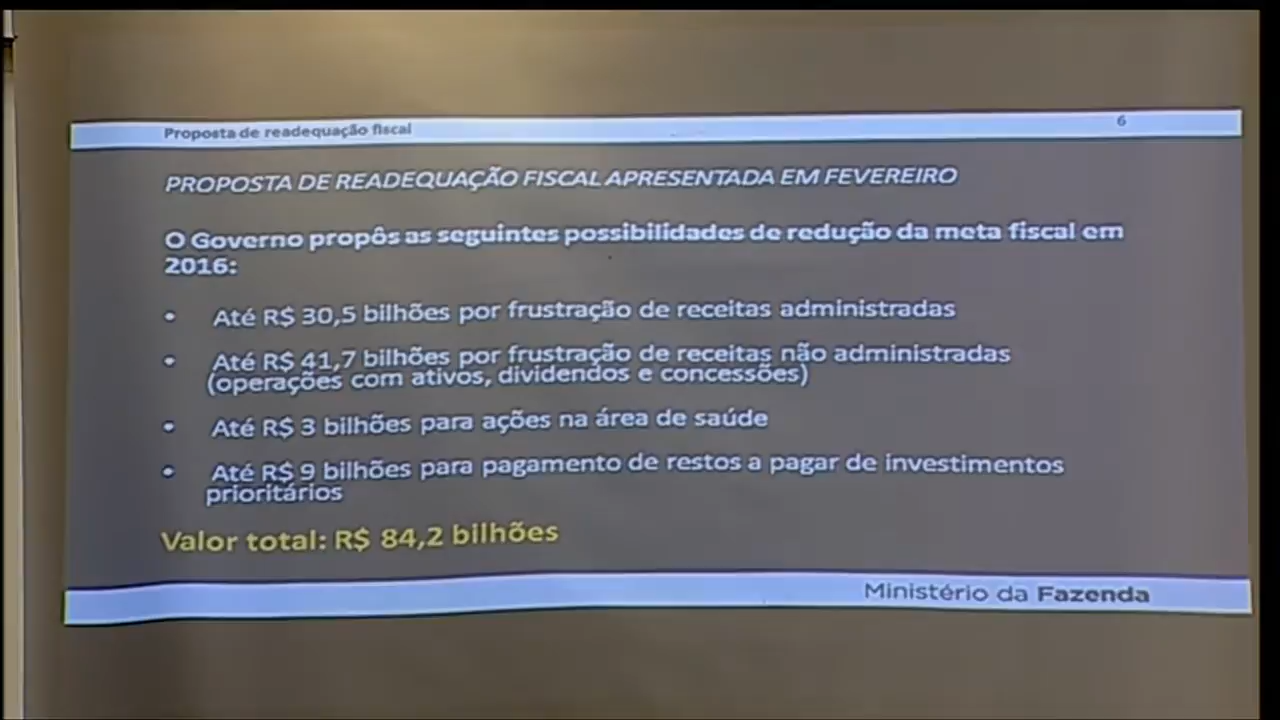 Proposta de readequação fiscal
6
PROPOSTA DE READEQUAÇÃO FISCAL APRESENTADA EM FEVEREIRO
O Governo propôs as seguintes possibilidades de redução da meta fiscal em
2016:
• Até R$ 30,5 bilhões por frustração de receitas administradas
• Até R$ 41,7 bilhões por frustração de receitas não administradas
(operações com ativos, dividendos e concessões)
• Até R$ 3 bilhões para ações na área de saúde
• Até R$ 9 bilhões para pagamento de restos a pagar de investimentos
prioritários
Valor total: R$ 84,2 bilhões
Ministério da Fazenda